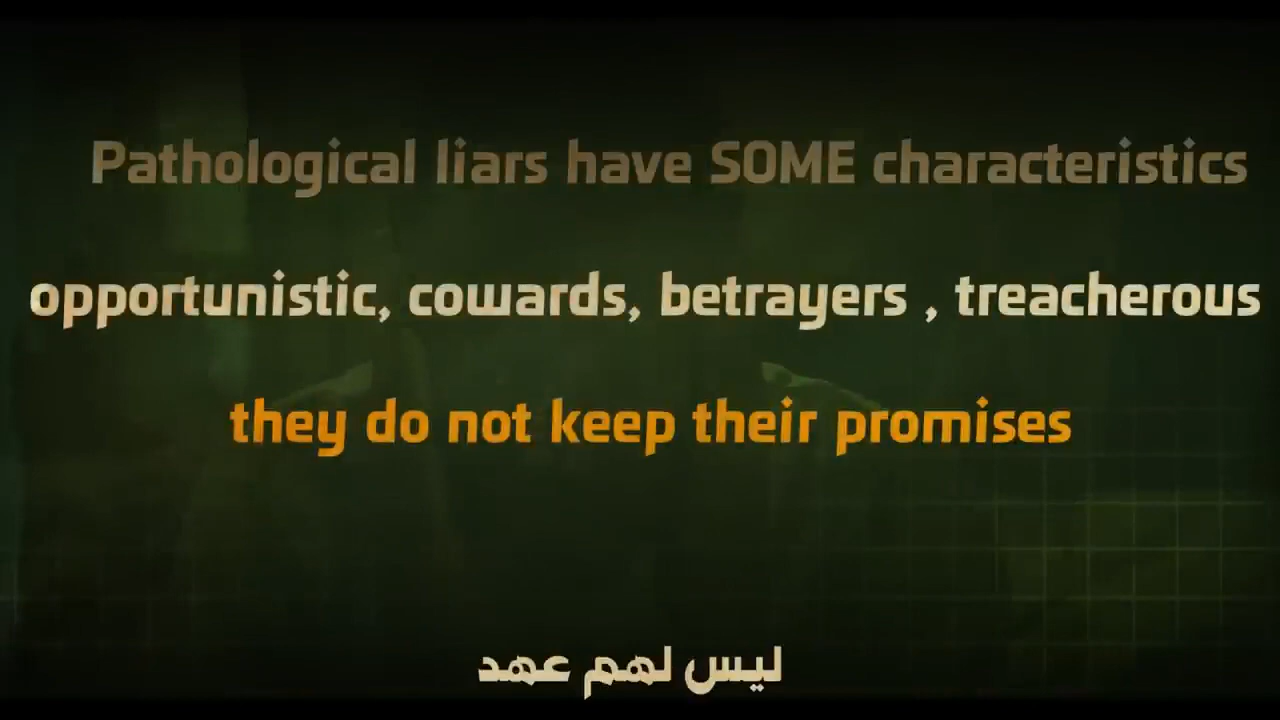 Pathological liars have SOME characteristics
opportunistic, cowards, betrayers , treacherous
they do not keep their promises
ليس لهم عهد